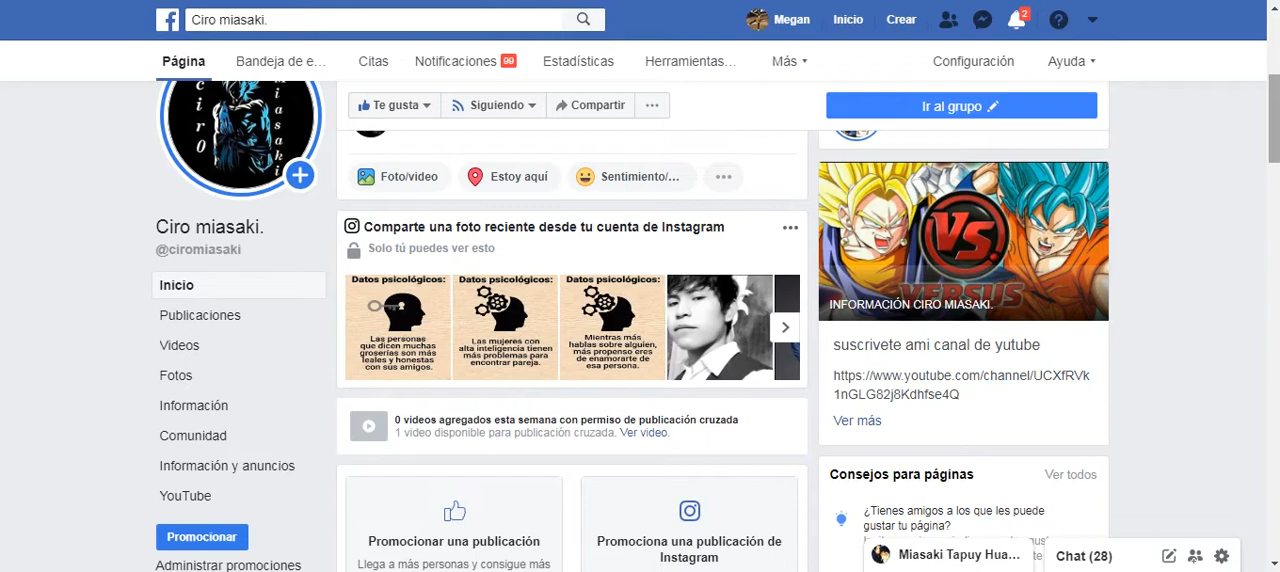 Ciro miasaki.
Megan
Inicio
Crear
2
Página
Bandeja de e...
Citas
Notificaciones 99
Estadísticas
Herramientas...
Más
Configuración
Ayuda
cir0
miasaki
Te gusta
Siguiendo
Compartir
Ir al grupo
Foto/video
Estoy aquí
Sentimiento/...
Ciro miasaki.
@ciromiasaki
Inicio
Publicaciones
Videos
Fotos
Información
Comunidad
Información y anuncios
YouTube
Promocionar
Administrar promociones
Comparte una foto reciente desde tu cuenta de Instagram
Solo tú puedes ver esto
Datos psicológicos:
Las personas
que dicen muchas
groserías son más
leales y honestas
con sus amigos.
Datos psicológicos:
Las mujeres con
alta inteligencia tienen
más problemas para
encontrar pareja.
Datos psicológicos:
Mientras más
hablas sobre alguien,
más propenso eres
de enamorarte de
esa persona.
0 videos agregados esta semana con permiso de publicación cruzada
1 video disponible para publicación cruzada. Ver video.
Promocionar una publicación
Llega a más personas y consigue más
Promociona una publicación de
Instagram
VS
VERSUS
INFORMACIÓN CIRO MIASAKI.
suscrivete ami canal de yutube
https://www.youtube.com/channel/UCXfRVk
1nGLG82j8Kdhfse4Q
Ver más
Consejos para páginas
Ver todos
¿Tienes amigos a los que les puede
gustar tu página?
Miasaki Tapuy Hua...
Chat (28)